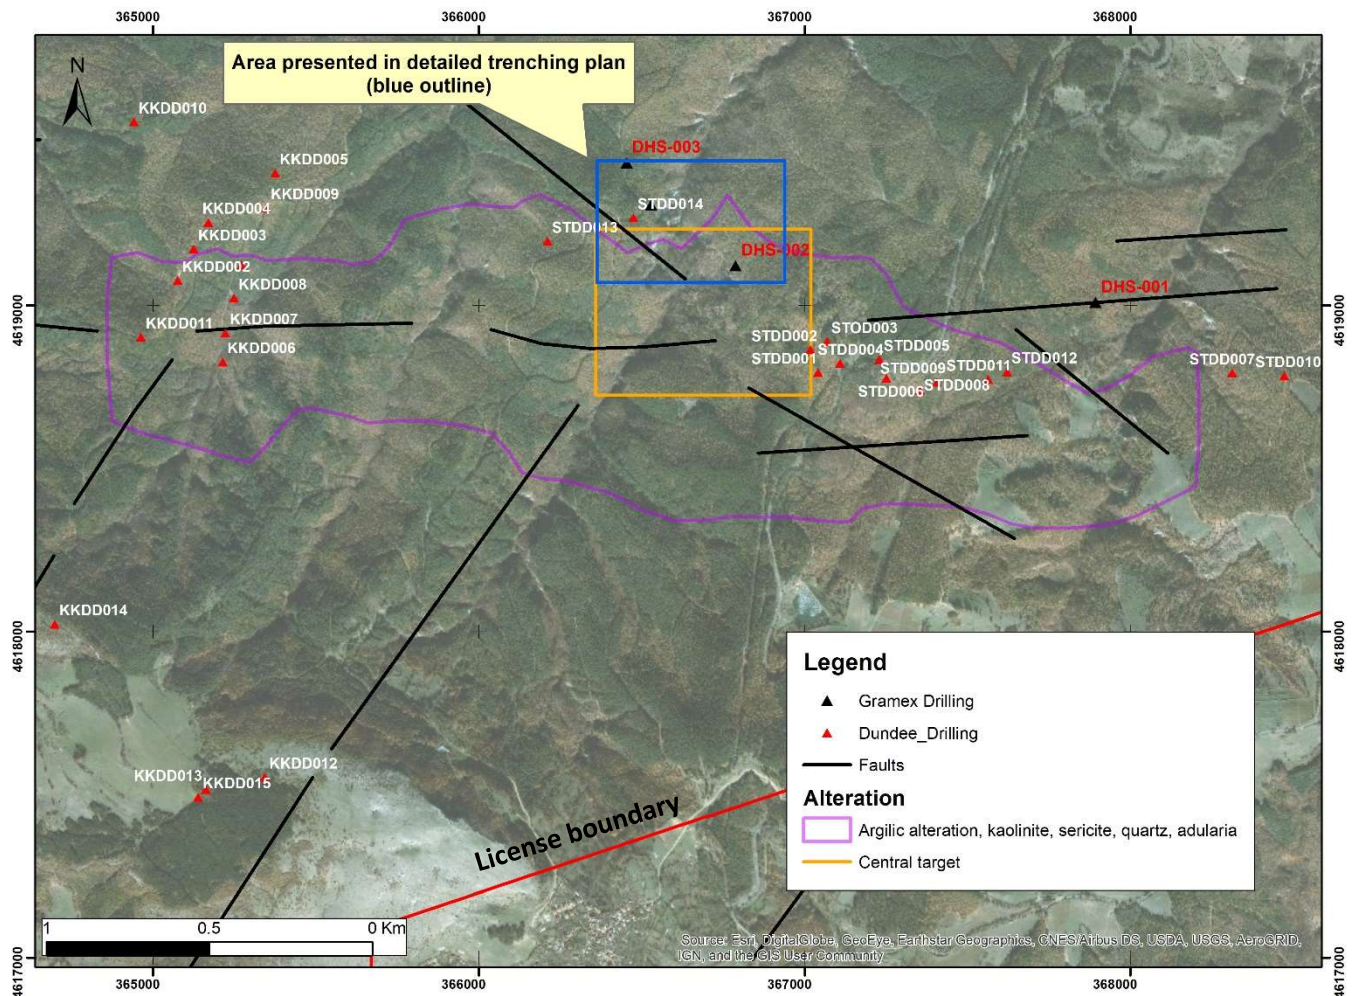 365000 366000 367000 368000
Area presented in detailed trenching plan
(blue outline)
N
KKDD010
DHS-003
KKDD005
KKDD009
KKDD004
STDD014
KKDD003
STDD013
DHS-002
KKDD002
KKDD008
DHS-001
4619000 4619000
KKDD011
KKDD007
STDD002
STDD003
STDD005
KKDD006
STDD001
STDD004
STDD009
STDD011
STDD012
STDD007
STDD010
STDD006
STDD008
4618000 4618000
KKDD014
Legend
Gramex Drilling
Dundee_Drilling
Faults
Alteration
Argilic alteration, kaolinite, sericite, quartz, adularia
Central target
KKDD012
KKDD013
KKDD015
License boundary
1 0.5 0 Km
Source: Esri, DigitalGlobe, GeoEye, Earthstar Geographics, CNES/Airbus DS, USDA, USGS, AeroGRID,
IGN, and the GIS User Community
4617000 4617000
365000 366000 367000 368000